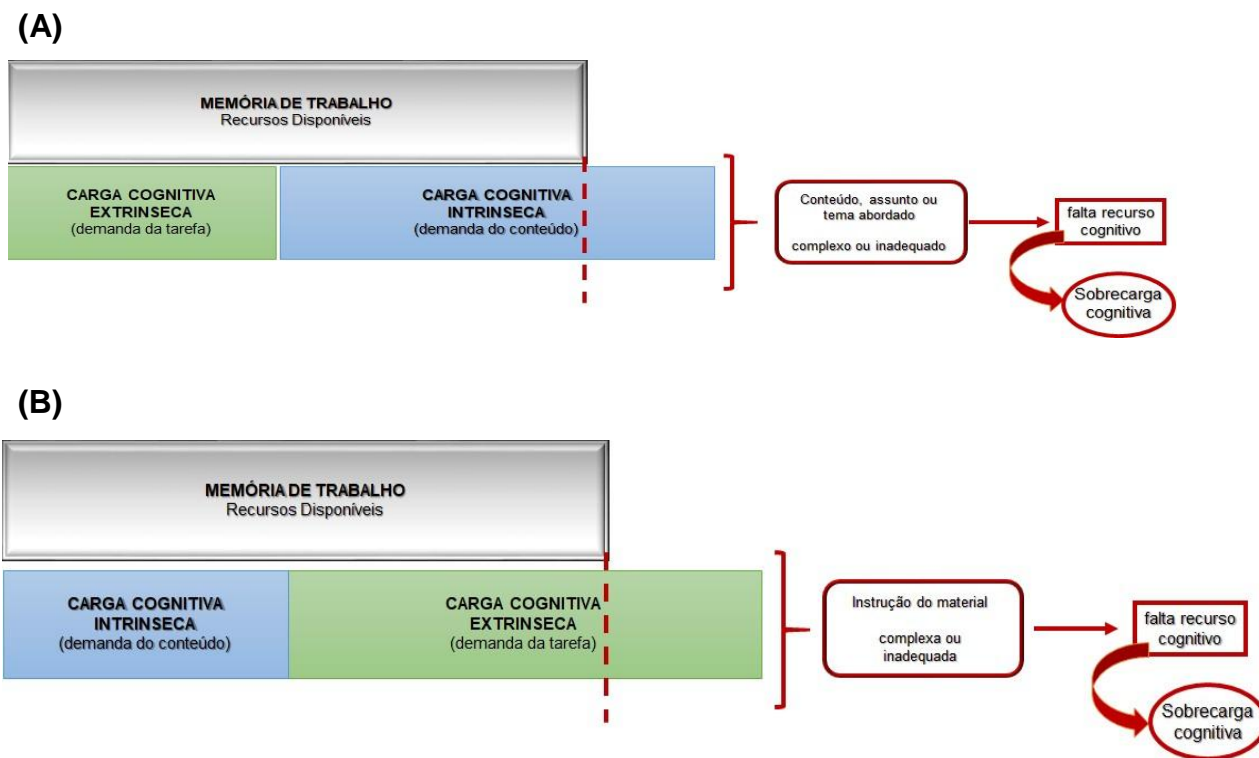 (A)
MEMÓRIA DE TRABALHO
Recursos Disponíveis
CARGA COGNITIVA
EXTRINSECA
(demanda da tarefa)
CARGA COGNITIVA
INTRINSECA
(demanda do conteúdo)
Conteúdo, assunto ou
tema abordado
complexo ou inadequado
falta recurso
cognitivo
Sobrecarga
cognitiva
(B)
MEMÓRIA DE TRABALHO
Recursos Disponíveis
CARGA COGNITIVA
INTRINSECA
(demanda do conteúdo)
CARGA COGNITIVA
EXTRINSECA
(demanda da tarefa)
Instrução do material
complexa ou
inadequada
falta recurso
cognitivo
Sobrecarga
cognitiva